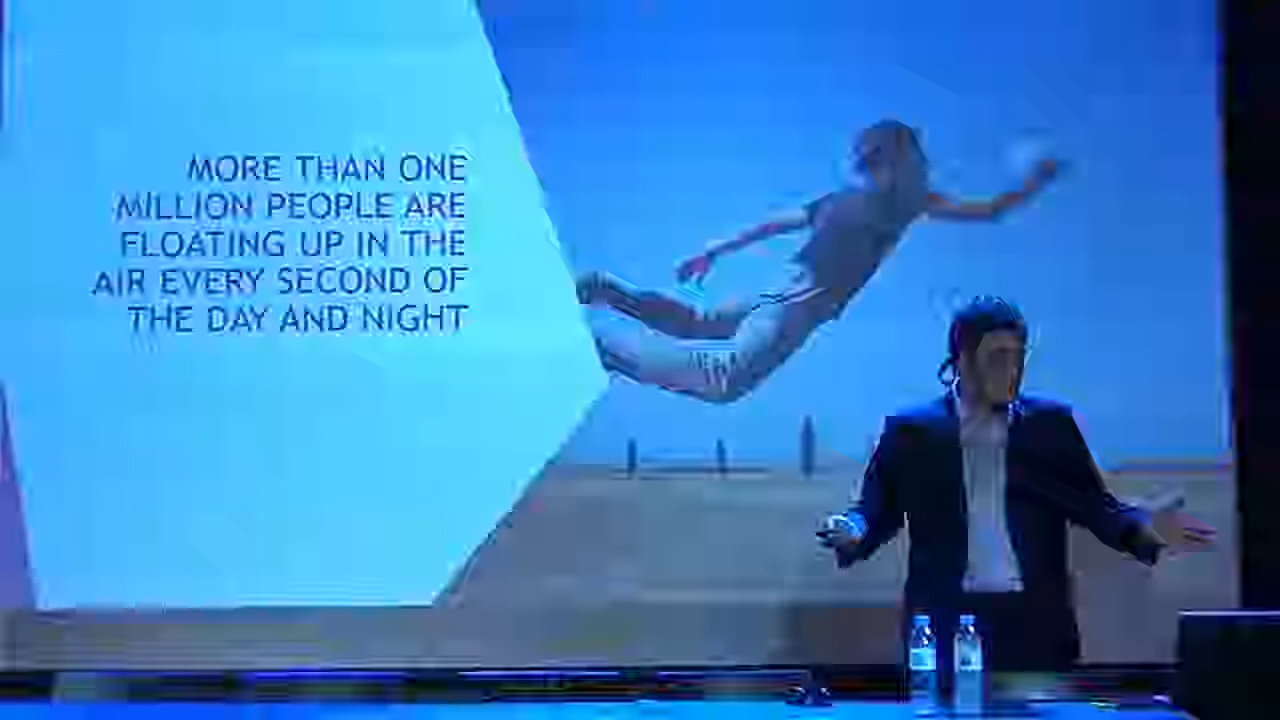 MORE THAN ONE
MILLION PEOPLE ARE
FLOATING UP IN THE
AIR EVERY SECOND OF
THE DAY AND NIGHT